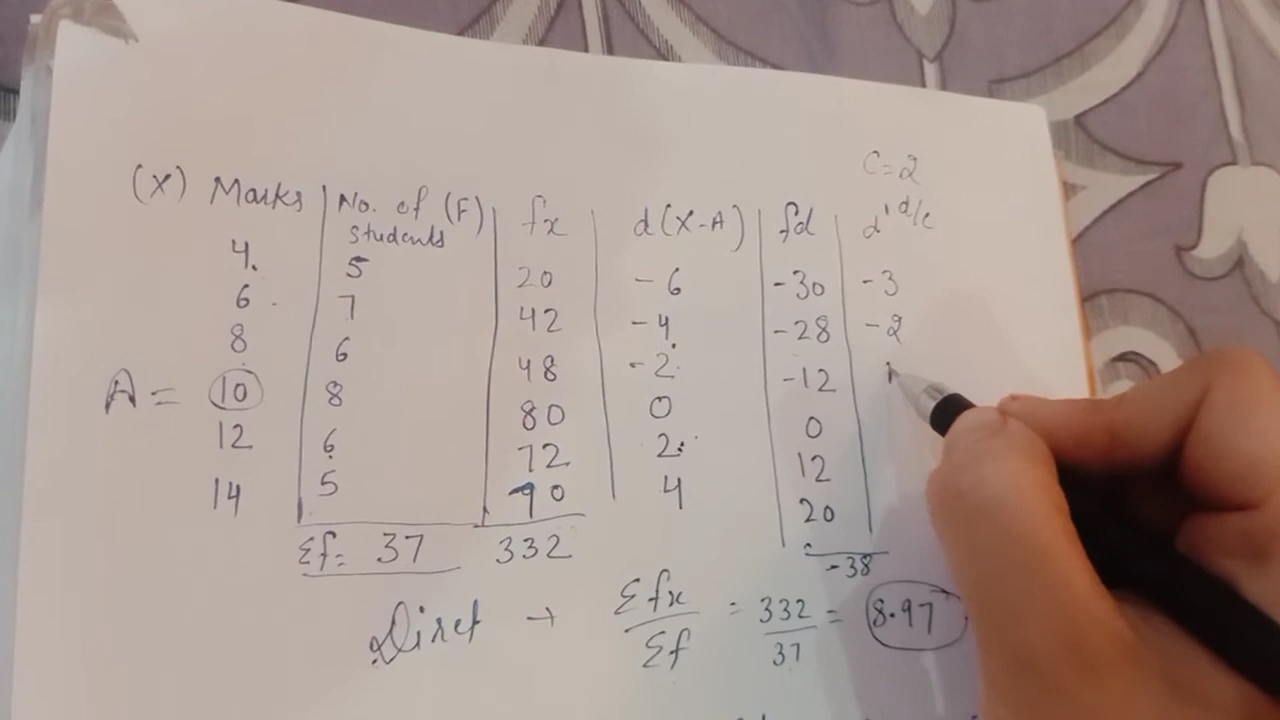 C=2
(X) Marks No. of (F) students fx d(X-A) fd d' d/c
4 5 20 -6 -30 -3
6 7 42 -4 -28 -2
8 6 48 -2 -12
A= 10 8 80 0 0
12 6 72 2 12
14 5 90 4 20
Σf= 37 332 -38
Diret → Σfx/Σf = 332/37 = 8.97